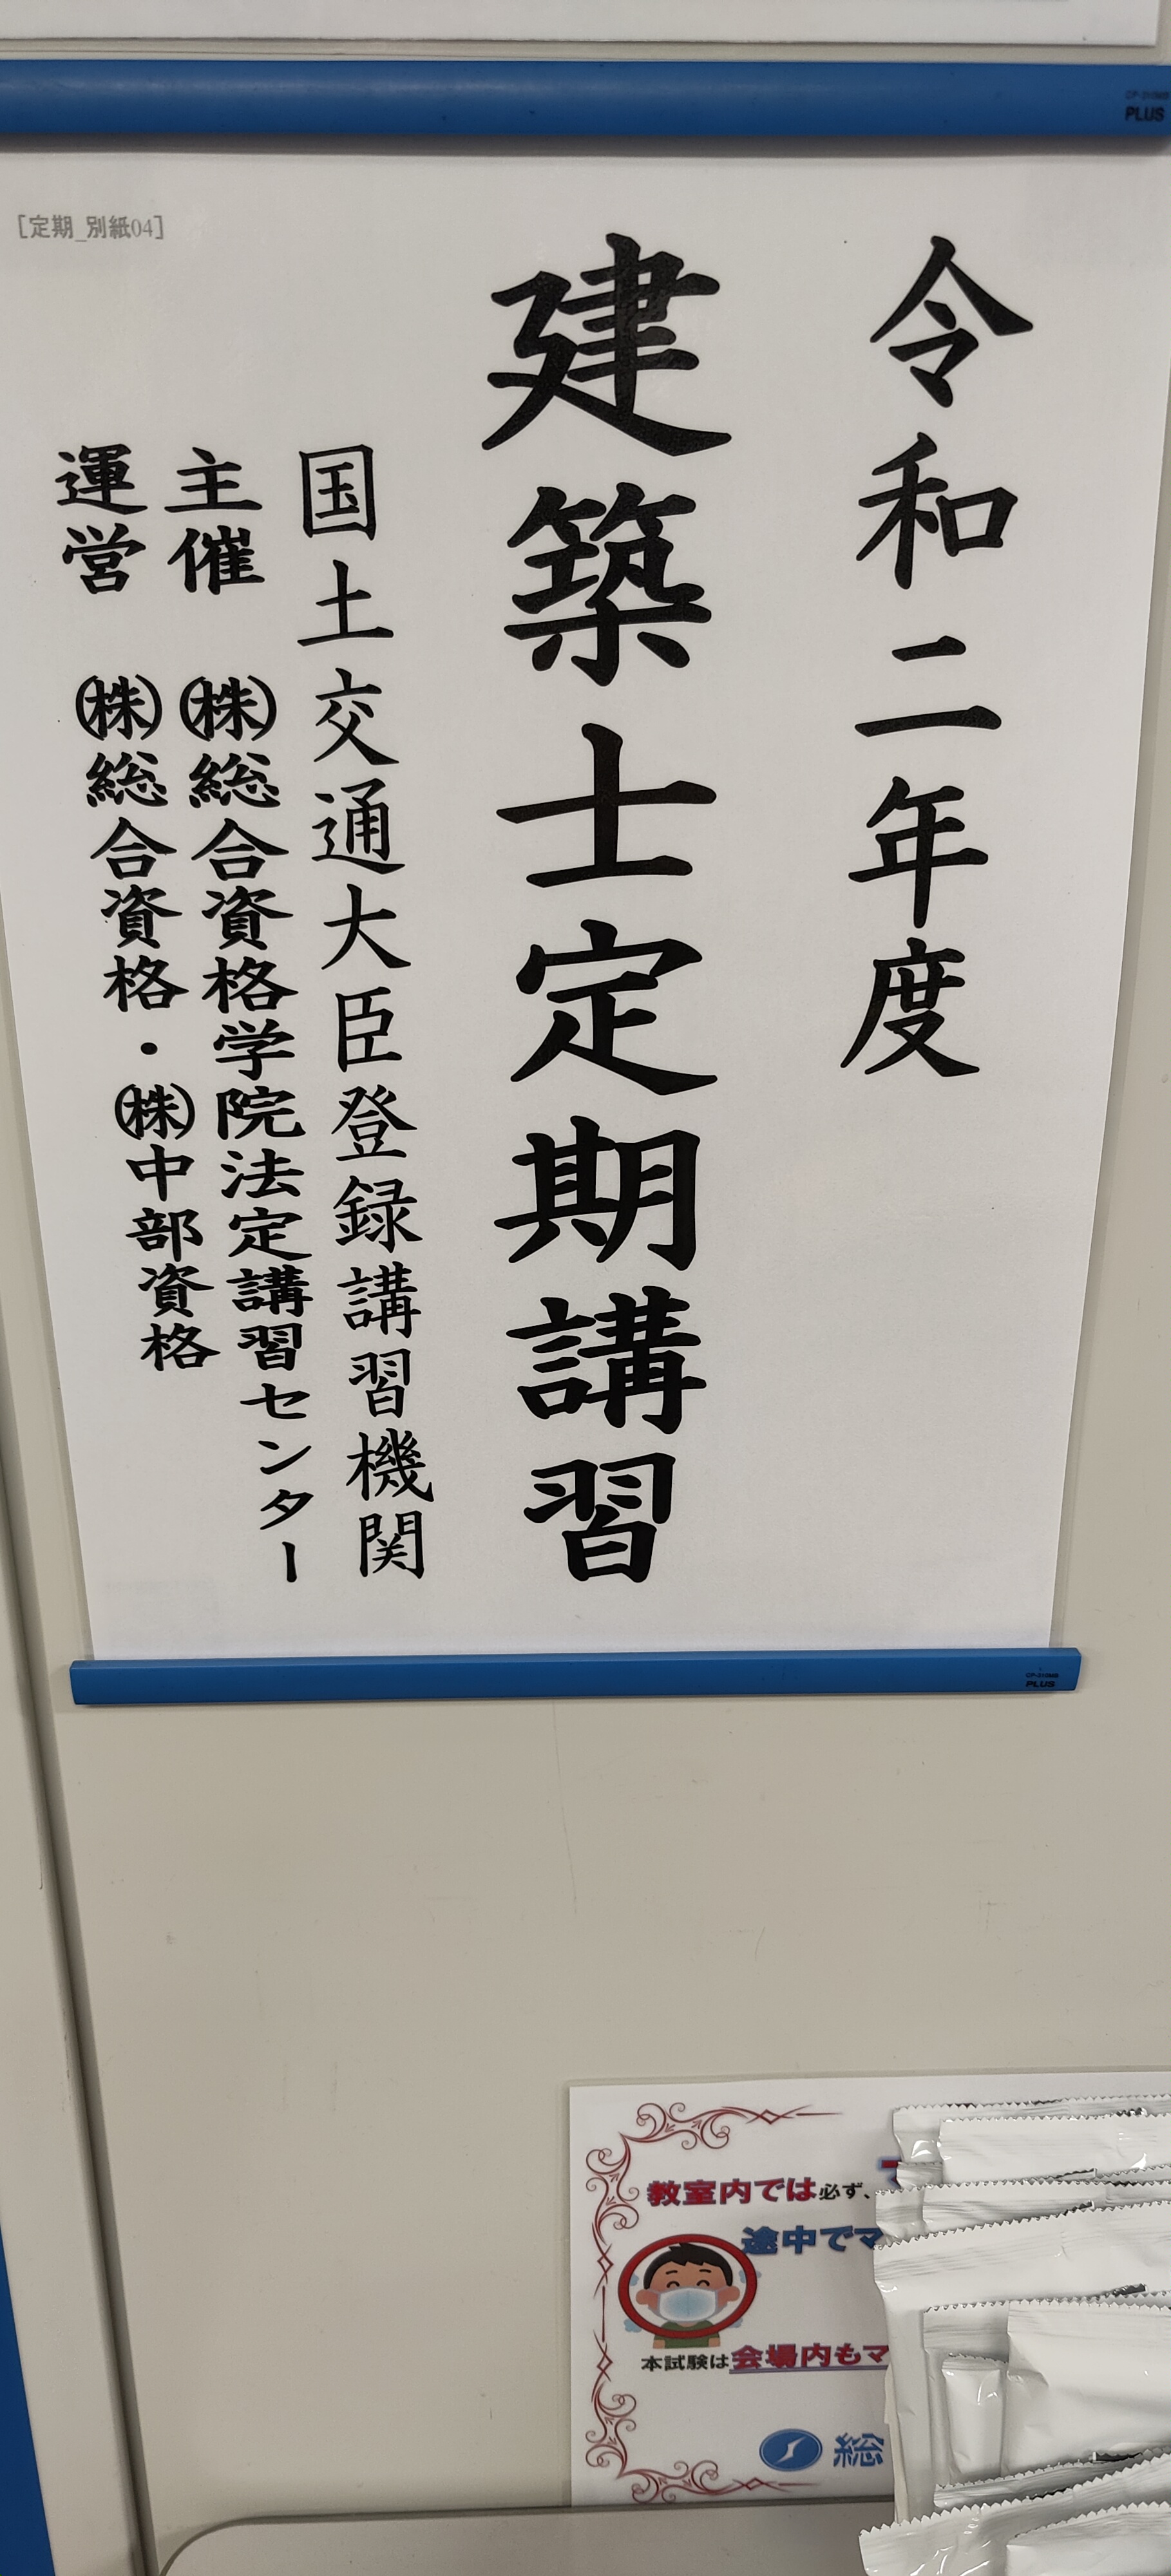 PLUS
[定期_別紙04]
令和二年度
建築士定期講習
国土交通大臣登録講習機関
主催 ㈱総合資格学院法定講習センター
運営 ㈱総合資格・㈱中部資格
PLUS
教室内では必ず、マ
途中でマ
本試験は会場内もマ
総